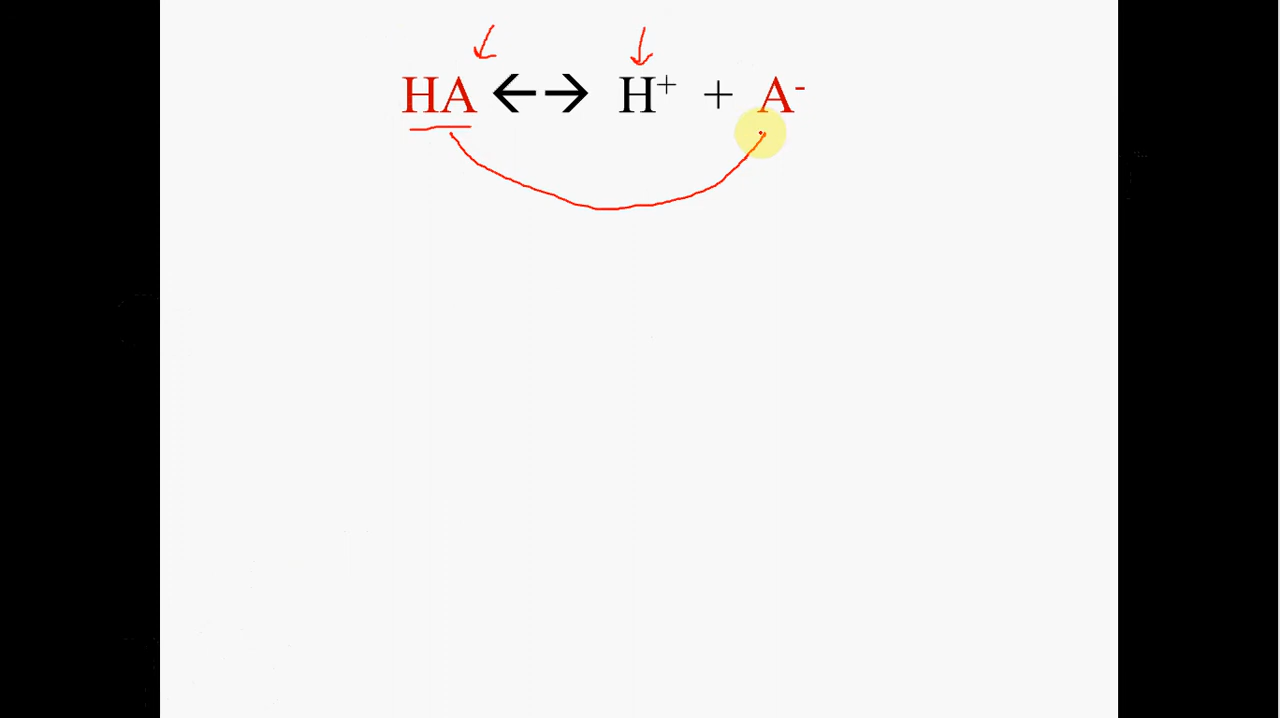 HA ←→ H⁺ + A⁻